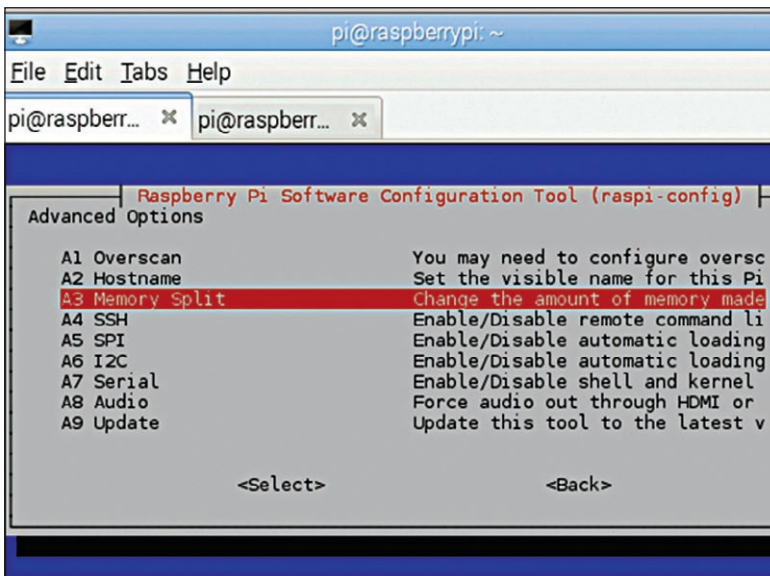 pi@raspberrypi: ~
File Edit Tabs Help
pi@raspberr... pi@raspberr...
Raspberry Pi Software Configuration Tool (raspi-config)
Advanced Options
A1 Overscan You may need to configure oversc
A2 Hostname Set the visible name for this Pi
A3 Memory Split Change the amount of memory made
A4 SSH Enable/Disable remote command li
A5 SPI Enable/Disable automatic loading
A6 I2C Enable/Disable automatic loading
A7 Serial Enable/Disable shell and kernel
A8 Audio Force audio out through HDMI or
A9 Update Update this tool to the latest v
<Select> <Back>